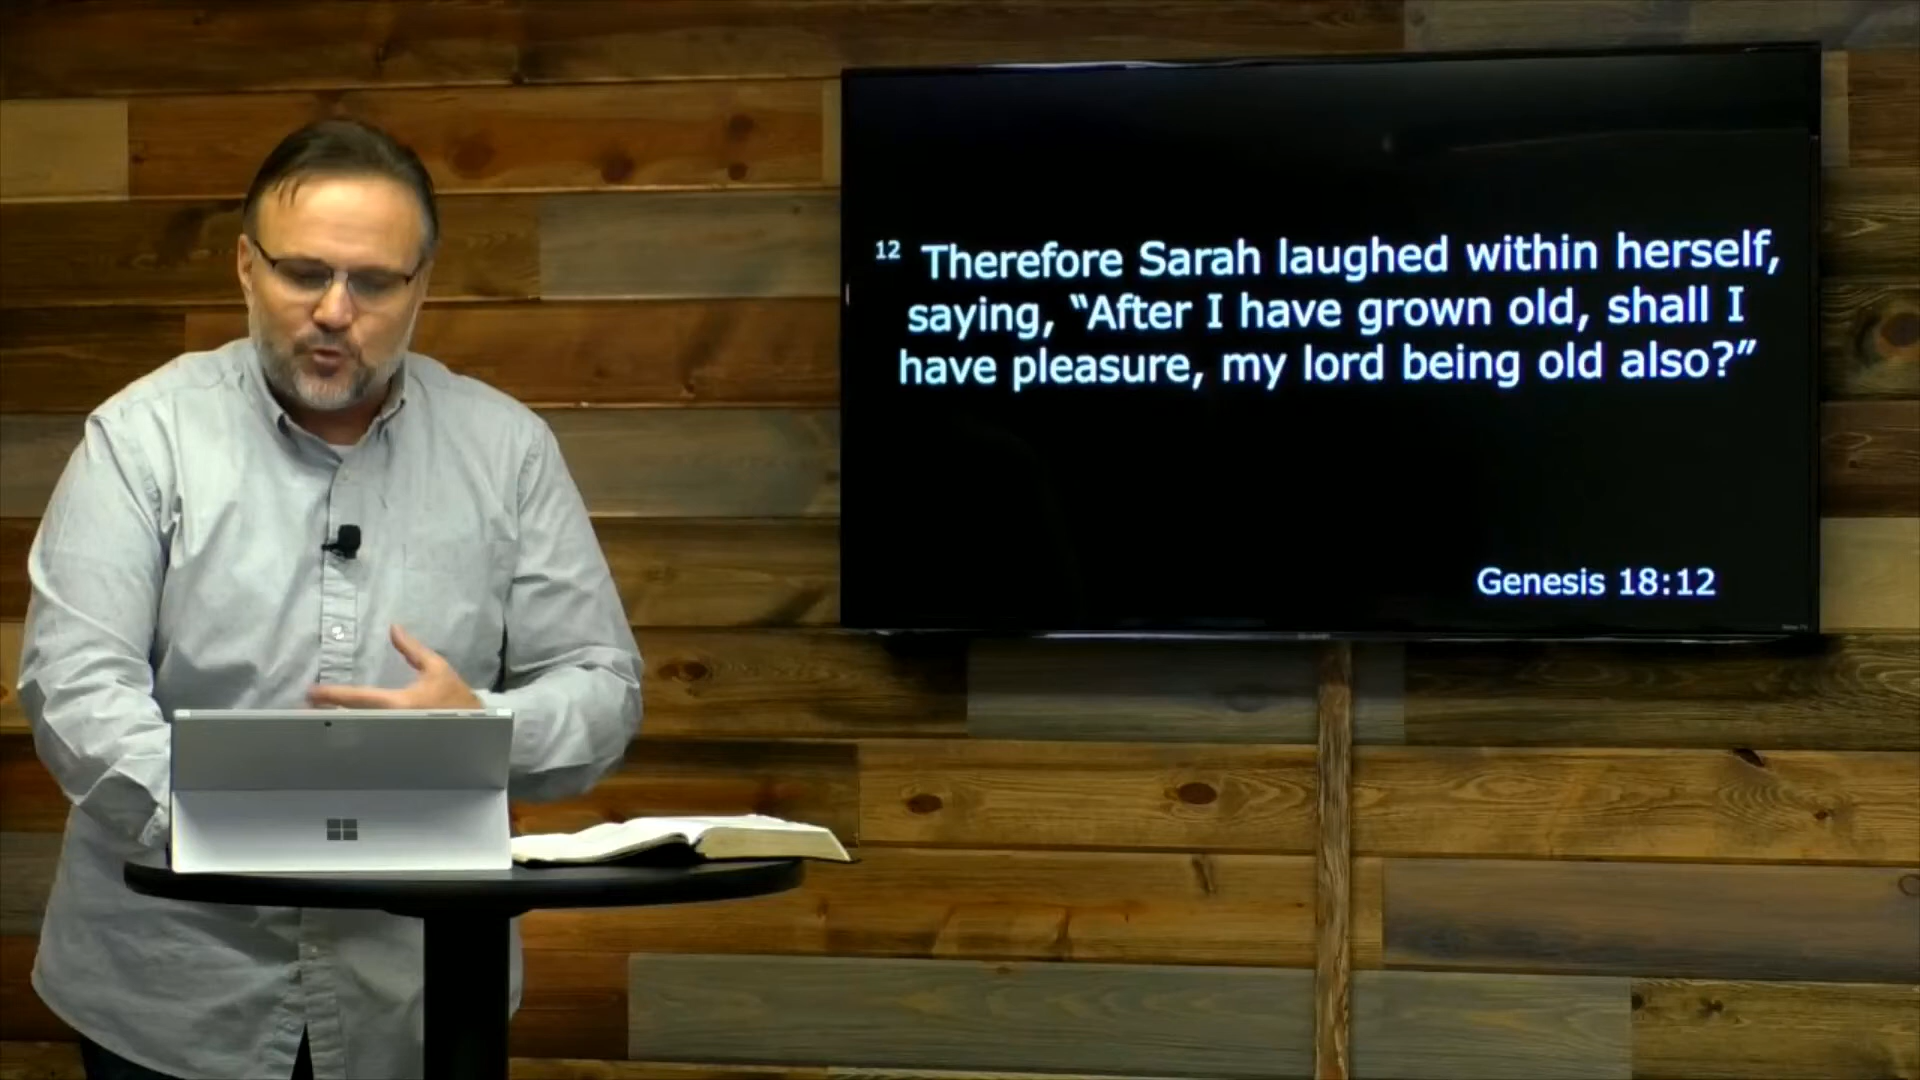 12 Therefore Sarah laughed within herself,
saying, “After I have grown old, shall I
have pleasure, my lord being old also?”
Genesis 18:12